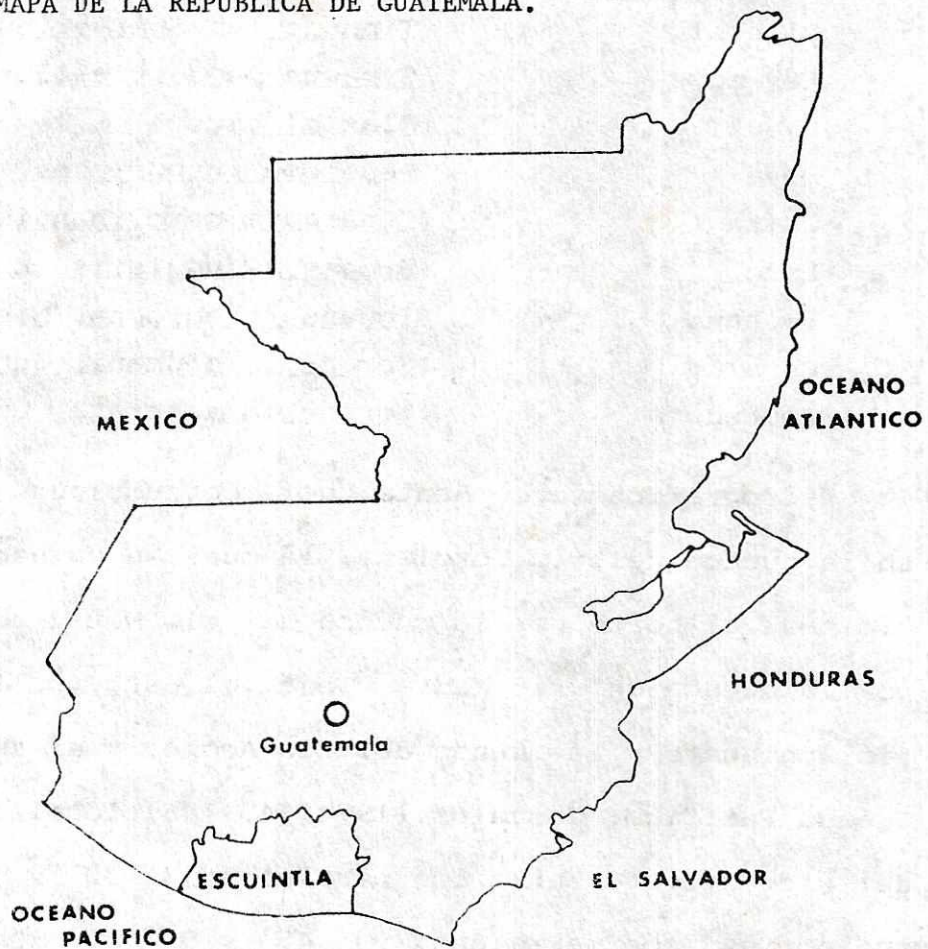 MAPA DE LA REPUBLICA DE GUATEMALA.
OCEANO
ATLANTICO
MEXICO
HONDURAS
Guatemala
ESCUINTLA
EL SALVADOR
OCEANO
PACIFICO